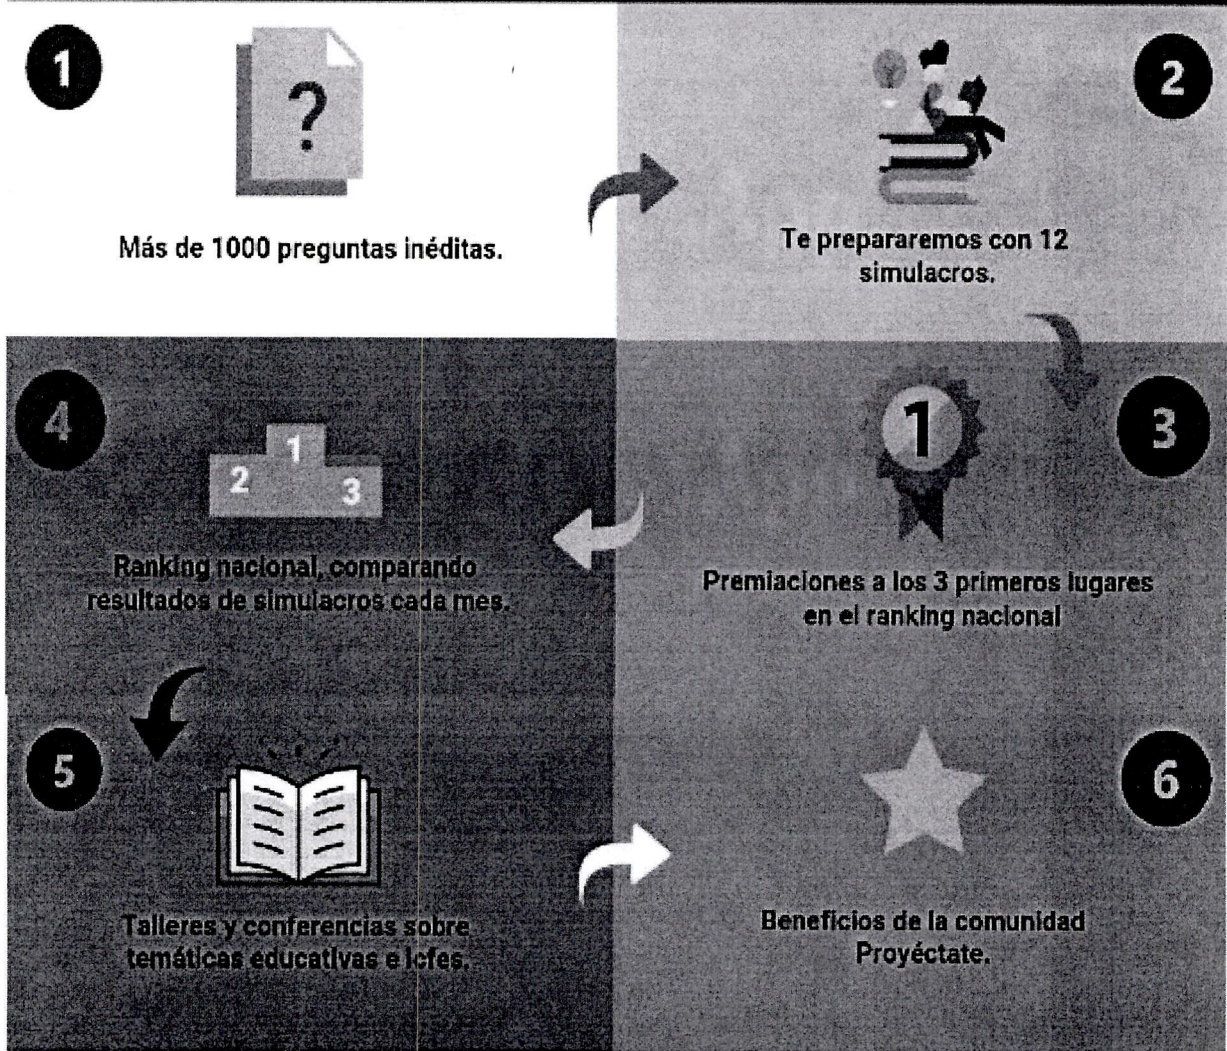 1
?
Más de 1000 preguntas inéditas.
2
Te prepararemos con 12
simulacros.
3
1
Premiaciones a los 3 primeros lugares
en el ranking nacional
4
1
2
3
Ranking nacional, comparando
resultados de simulacros cada mes.
5
Talleres y conferencias sobre
temáticas educativas e icfes.
6
Beneficios de la comunidad
Proyéctate.